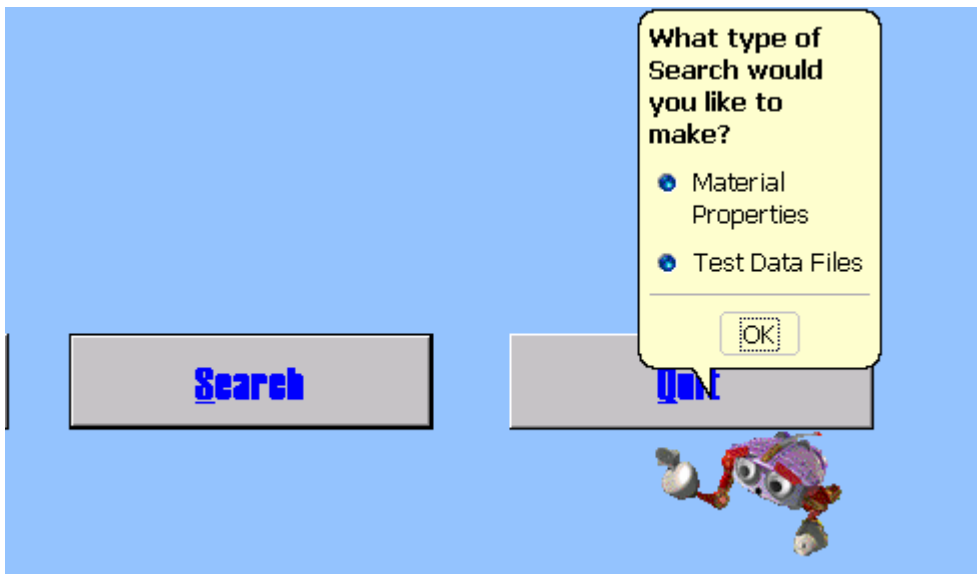 What type of
Search would
you like to
make?
Material
Properties
Test Data Files
OK
Search
Quit